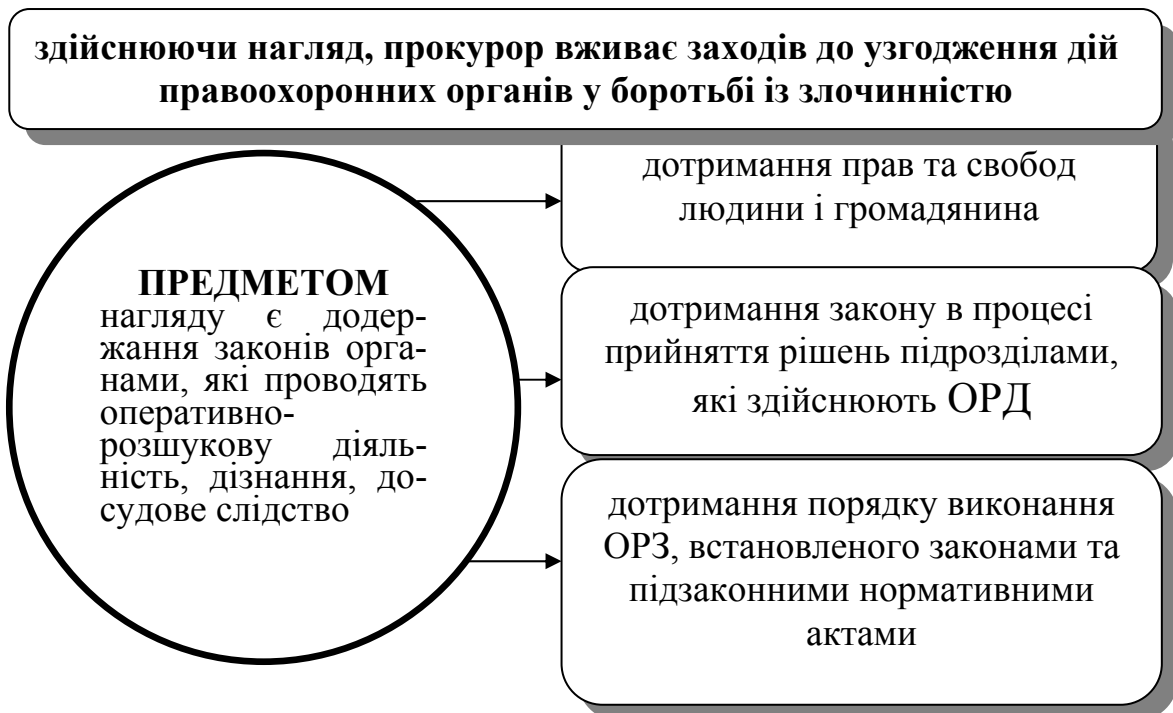 здійснюючи нагляд, прокурор вживає заходів до узгодження дій
правоохоронних органів у боротьбі із злочинністю
ПРЕДМЕТОМ
нагляду є додер-
жання законів орга-
нами, які проводять
оперативно-
розшукову діяль-
ність, дізнання, до-
судове слідство
дотримання прав та свобод
людини і громадянина
дотримання закону в процесі
прийняття рішень підрозділами,
які здійснюють ОРД
дотримання порядку виконання
ОРЗ, встановленого законами та
підзаконними нормативними
актами